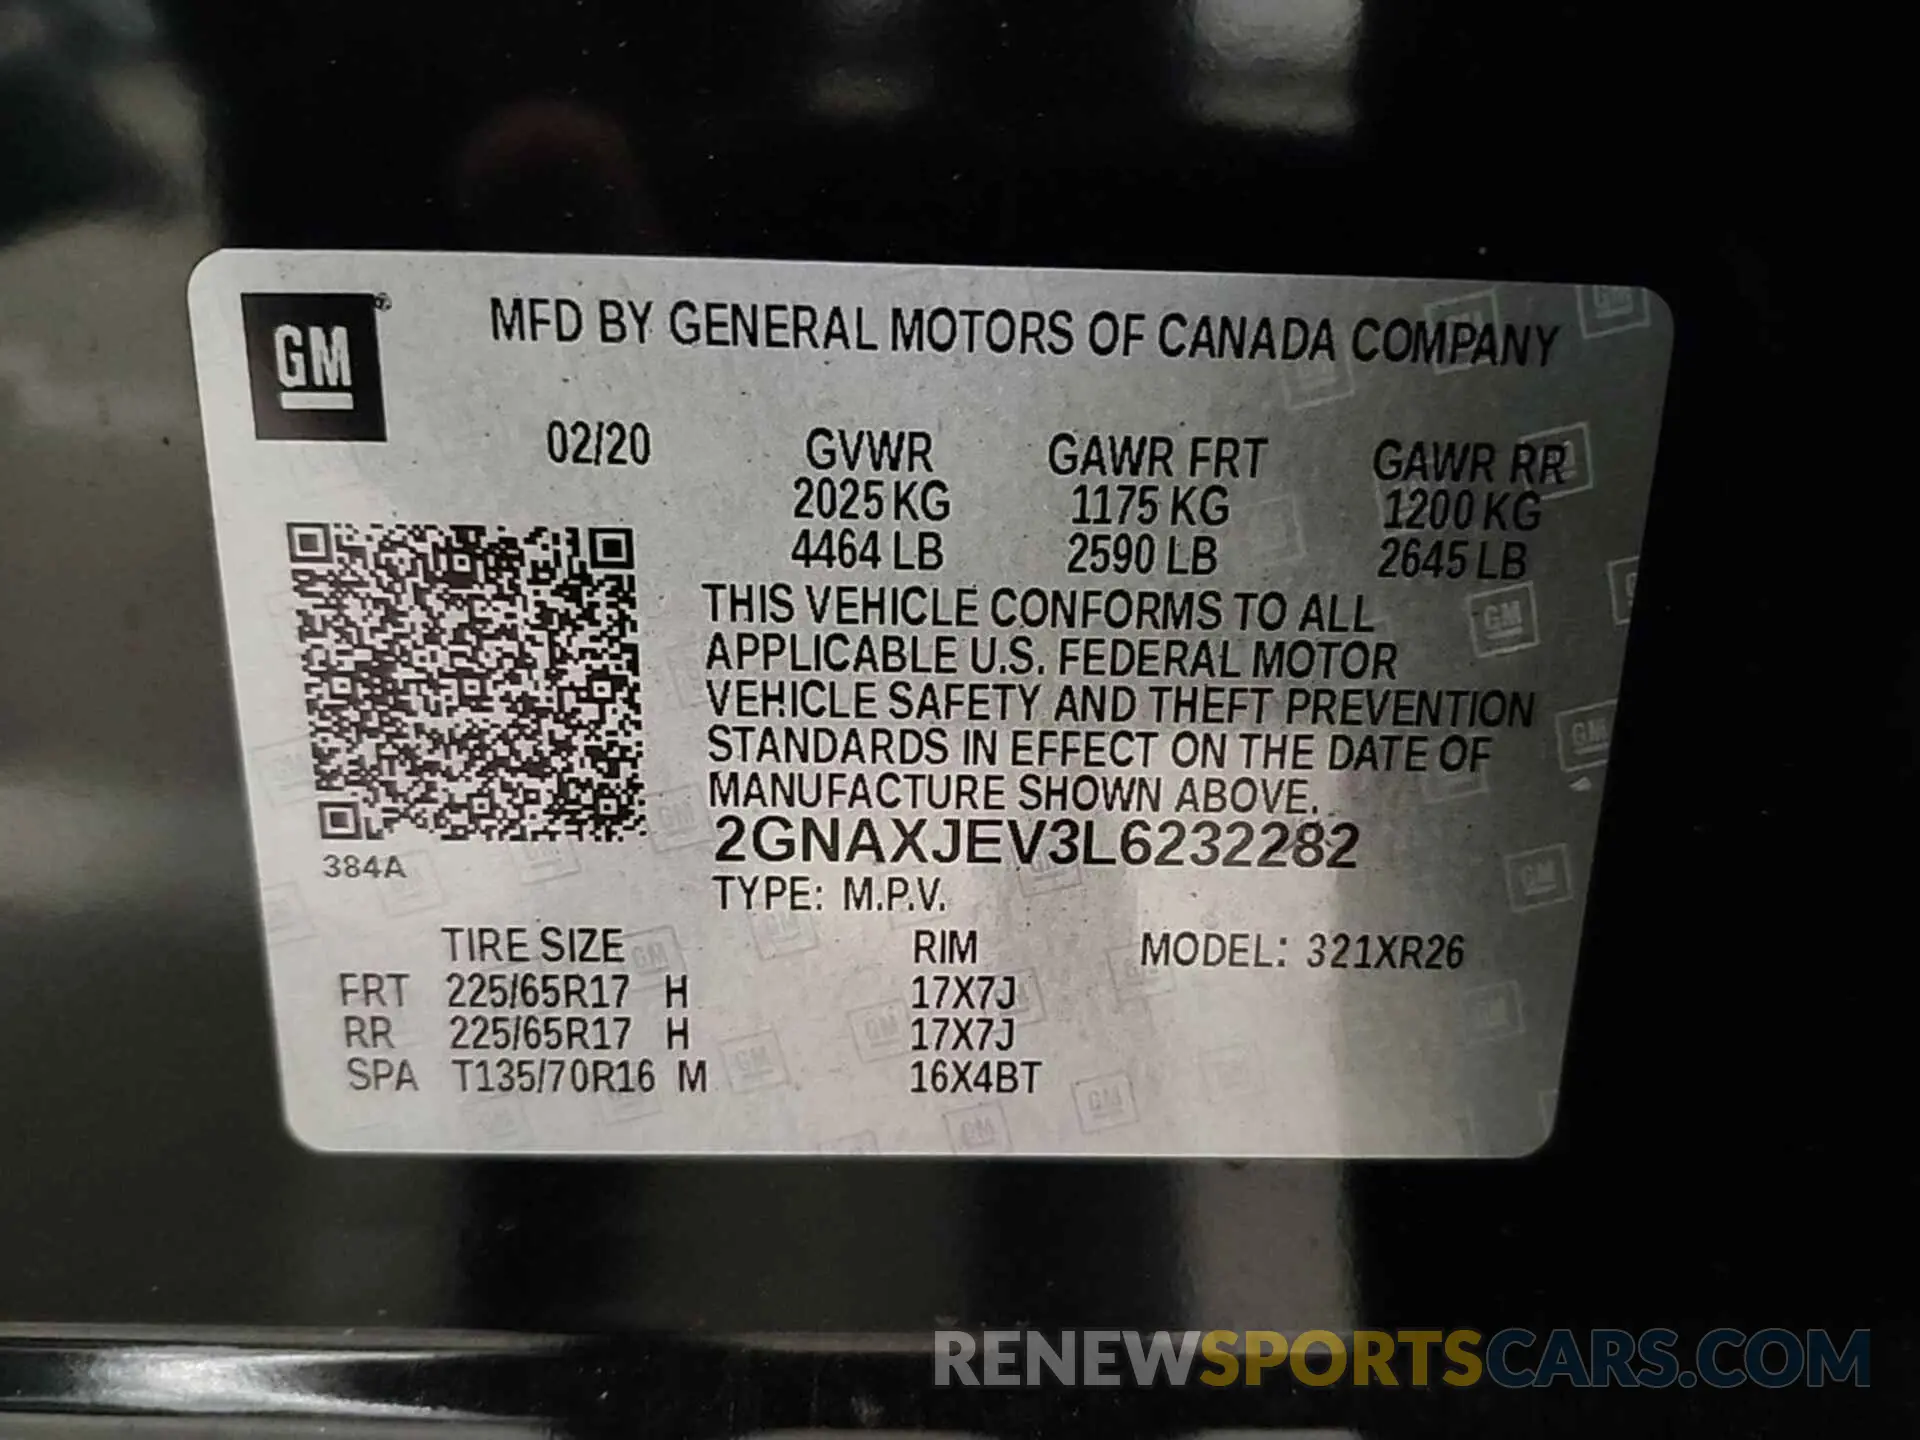 GM®
MFD BY GENERAL MOTORS OF CANADA COMPANY
02/20 GVWR GAWR FRT GAWR RR
2025 KG 1175 KG 1200 KG
4464 LB 2590 LB 2645 LB
THIS VEHICLE CONFORMS TO ALL
APPLICABLE U.S. FEDERAL MOTOR
VEHICLE SAFETY AND THEFT PREVENTION
STANDARDS IN EFFECT ON THE DATE OF
MANUFACTURE SHOWN ABOVE.
2GNAXJEV3L6232282
384A
TYPE: M.P.V.
TIRE SIZE RIM MODEL: 321XR26
FRT 225/65R17 H 17X7J
RR 225/65R17 H 17X7J
SPA T135/70R16 M 16X4BT
RENEWSPORTSCARS.COM